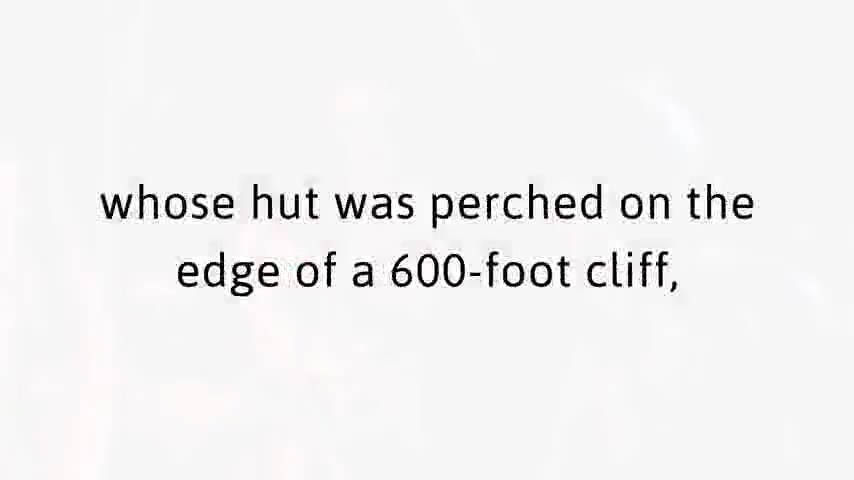 whose hut was perched on the
edge of a 600-foot cliff,